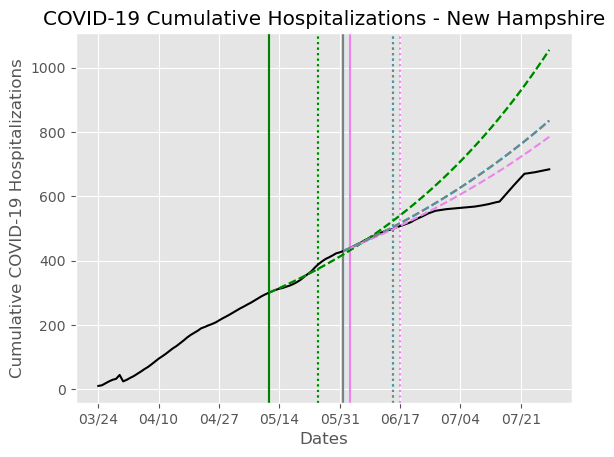 COVID-19 Cumulative Hospitalizations - New Hampshire
Cumulative COVID-19 Hospitalizations
1000
800
600
400
200
0
03/24 04/10 04/27 05/14 05/31 06/17 07/04 07/21
Dates